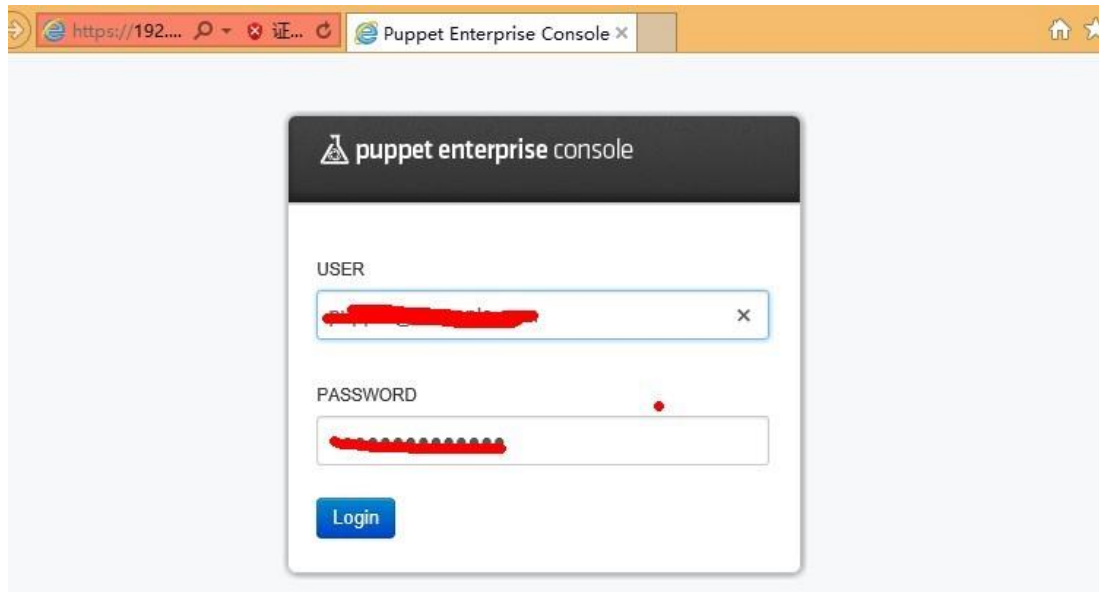 https://192.... 证... Puppet Enterprise Console
puppet enterprise console
USER
PASSWORD
Login